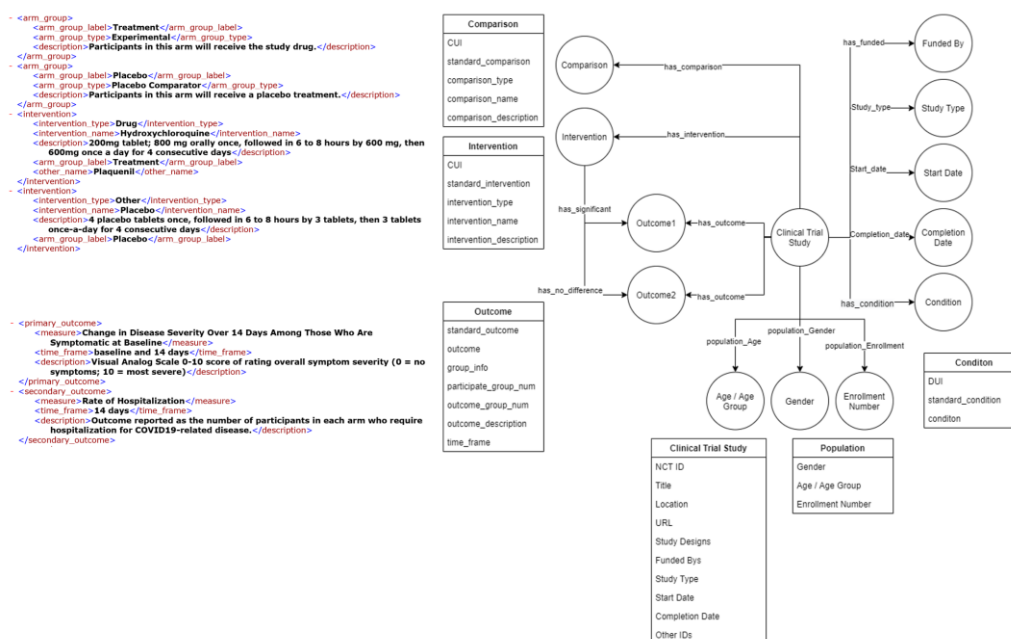 - <arm_group>
<arm_group_label>Treatment</arm_group_label>
<arm_group_type>Experimental</arm_group_type>
<description>Participants in this arm will receive the study drug.</description>
</arm_group>
- <arm_group>
<arm_group_label>Placebo</arm_group_label>
<arm_group_type>Placebo Comparator</arm_group_type>
<description>Participants in this arm will receive a placebo treatment.</description>
</arm_group>
- <intervention>
<intervention_type>Drug</intervention_type>
<intervention_name>Hydroxychloroquine</intervention_name>
<description>200mg tablet; 800 mg orally once, followed in 6 to 8 hours by 600 mg, then
600mg once a day for 4 consecutive days</description>
<arm_group_label>Treatment</arm_group_label>
<other_name>Plaquenil</other_name>
</intervention>
- <intervention>
<intervention_type>Other</intervention_type>
<intervention_name>Placebo</intervention_name>
<description>4 placebo tablets once, followed in 6 to 8 hours by 3 tablets, then 3 tablets
once-a-day for 4 consecutive days</description>
<arm_group_label>Placebo</arm_group_label>
</intervention>
- <primary_outcome>
<measure>Change in Disease Severity Over 14 Days Among Those Who Are
Symptomatic at Baseline</measure>
<time_frame>baseline and 14 days</time_frame>
<description>Visual Analog Scale 0-10 score of rating overall symptom severity (0 = no
symptoms; 10 = most severe)</description>
</primary_outcome>
- <secondary_outcome>
<measure>Rate of Hospitalization</measure>
<time_frame>14 days</time_frame>
<description>Outcome reported as the number of participants in each arm who require
hospitalization for COVID19-related disease.</description>
</secondary_outcome>
Comparison
CUI
standard_comparison
comparison_type
comparison_name
comparison_description
Intervention
CUI
standard_intervention
intervention_type
intervention_name
intervention_description
Outcome
standard_outcome
outcome
group_info
participate_group_num
outcome_group_num
outcome_description
time_frame
Comparison
has_comparison
Intervention
has_intervention
has_significant
Outcome1
has_outcome
has_no_difference
Outcome2
has_outcome
Clinical Trial
Study
has_funded
Funded By
Study_type
Study Type
Start_date
Start Date
Completion_date
Completion
Date
has_condition
Condition
population_Gender
population_Age
population_Enrollment
Age / Age
Group
Gender
Enrollment
Number
Conditon
DUI
standard_condition
conditon
Clinical Trial Study
NCT ID
Title
Location
URL
Study Designs
Funded Bys
Study Type
Start Date
Completion Date
Other IDs
Population
Gender
Age / Age Group
Enrollment Number